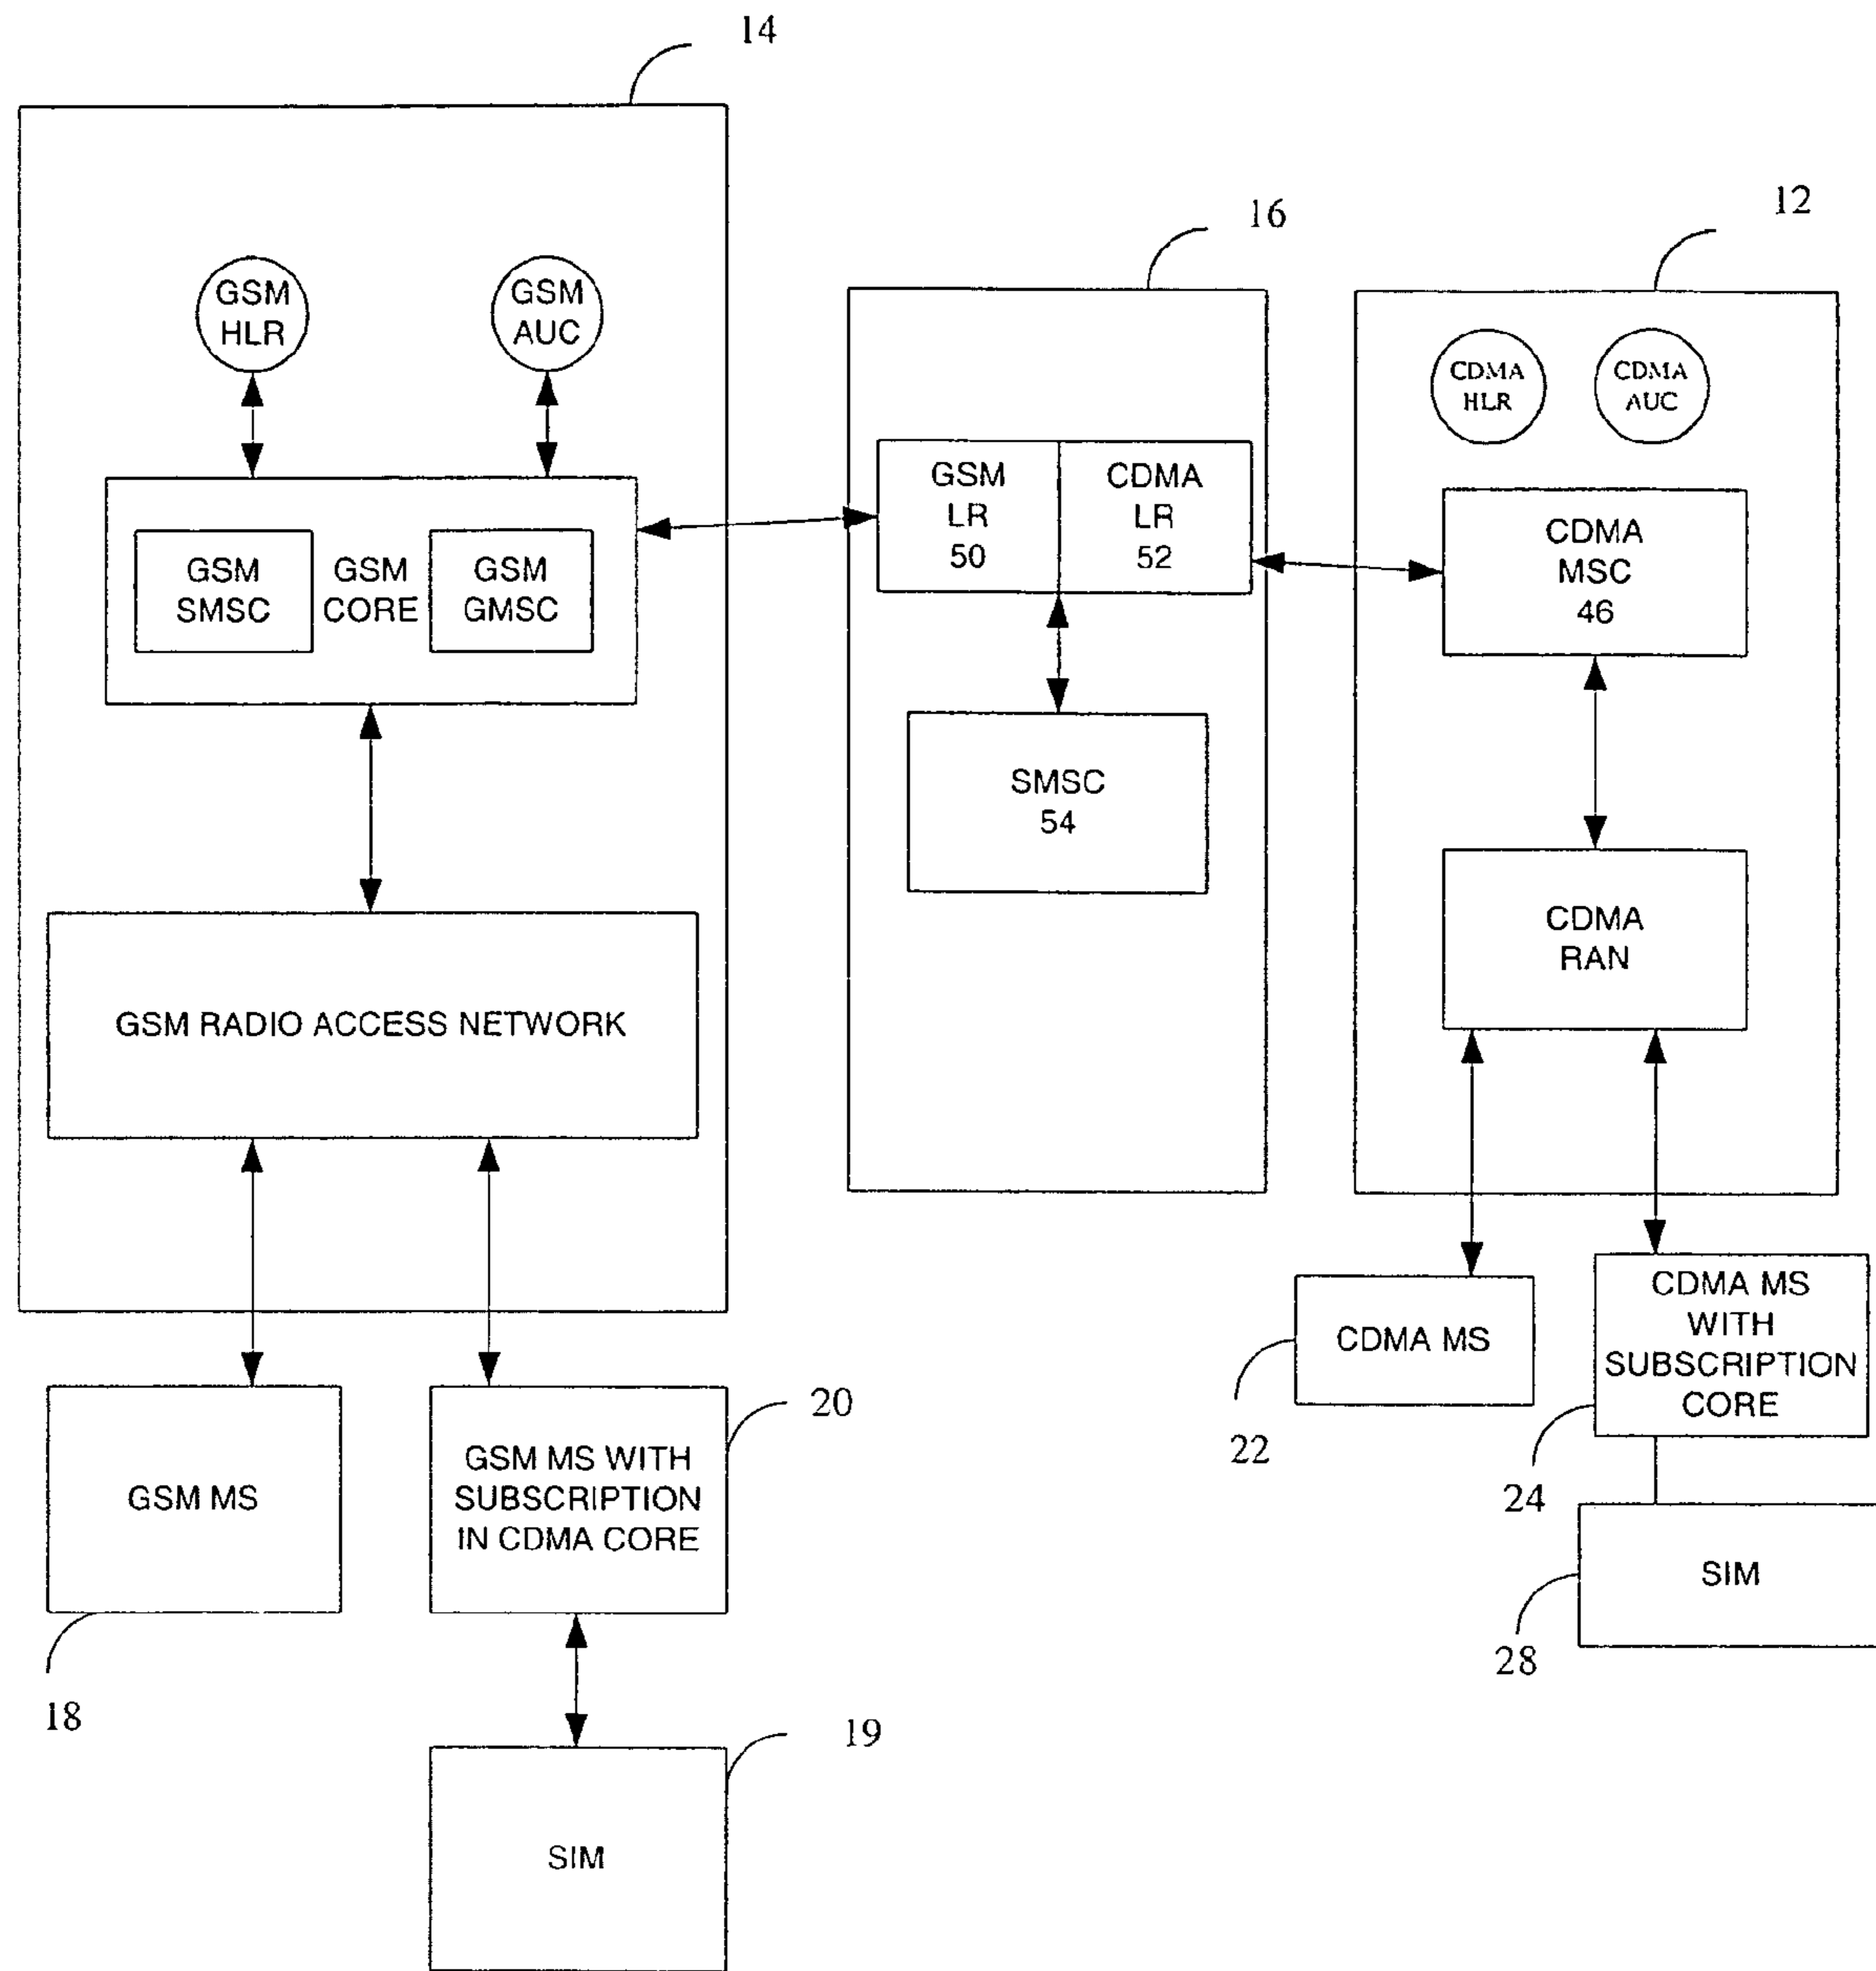 14
GSM
HLR
GSM
AUC
GSM
SMSC
GSM
CORE
GSM
GMSC
GSM RADIO ACCESS NETWORK
GSM MS
18
GSM MS WITH
SUBSCRIPTION
IN CDMA CORE
20
SIM
19
16
GSM
LR
50
CDMA
LR
52
SMSC
54
12
CDMA
HLR
CDMA
AUC
CDMA
MSC
46
CDMA
RAN
CDMA MS
22
CDMA MS
WITH
SUBSCRIPTION
CORE
24
SIM
28